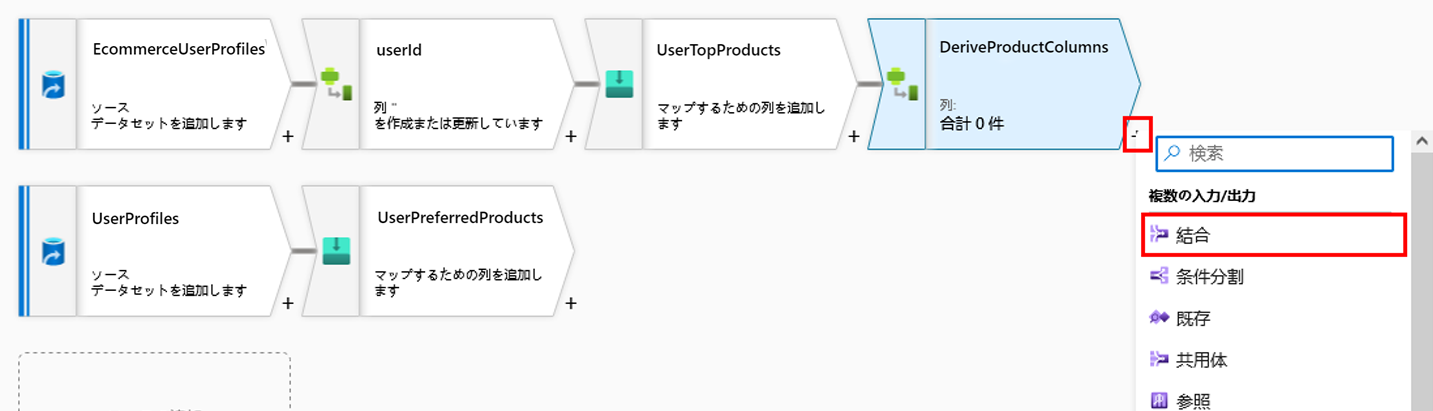 EcommerceUserProfiles
ソース
データセットを追加します
+
userId
列 ''
を作成または更新しています
+
UserTopProducts
マップするための列を追加し
ます
+
DeriveProductColumns
列:
合計 0 件
検索
複数の入力/出力
結合
条件分割
既存
共用体
参照
UserProfiles
ソース
データセットを追加します
+
UserPreferredProducts
マップするための列を追加し
ます
+